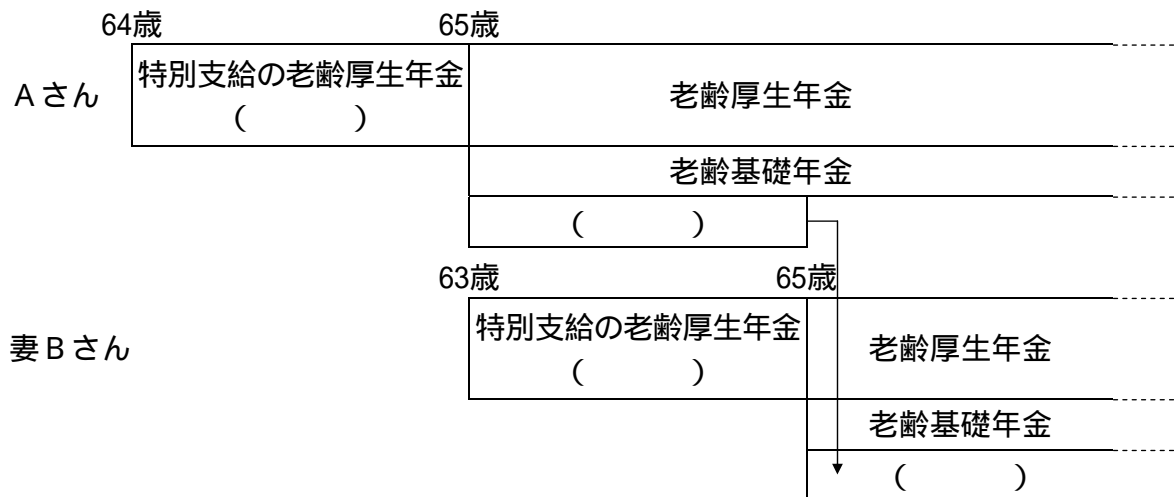 64歳 65歳
Aさん
特別支給の老齢厚生年金
(　　　)
老齢厚生年金
老齢基礎年金
(　　　)
63歳 65歳
妻Bさん
特別支給の老齢厚生年金
(　　　)
老齢厚生年金
老齢基礎年金
(　　　)